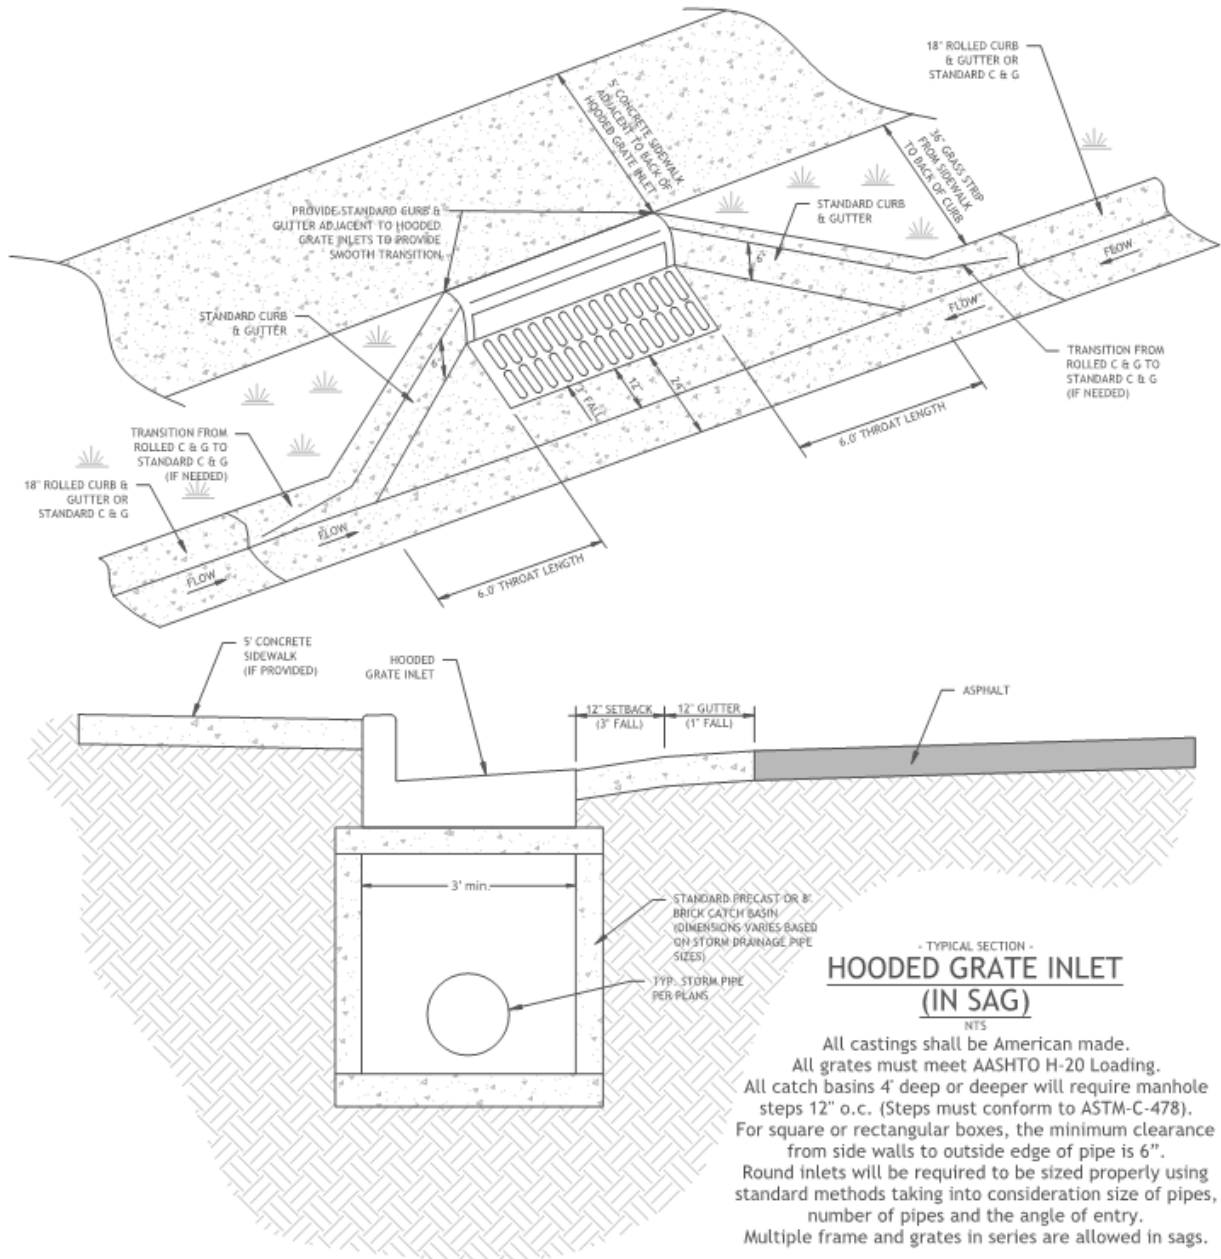 18" ROLLED CURB
& GUTTER OR
STANDARD C & G
5' CONCRETE SIDEWALK
ADJACENT TO BACK OF
HOODED GRATE INLET
36" GRASS STRIP
FROM SIDEWALK
TO BACK OF CURB
PROVIDE STANDARD CURB &
GUTTER ADJACENT TO HOODED
GRATE INLETS TO PROVIDE
SMOOTH TRANSITION
STANDARD CURB
& GUTTER
6"
FLOW
FLOW
STANDARD CURB
& GUTTER
6"
TRANSITION FROM
ROLLED C & G TO
STANDARD C & G
(IF NEEDED)
24"
12"
FALL
6.0' THROAT LENGTH
TRANSITION FROM
ROLLED C & G TO
STANDARD C & G
(IF NEEDED)
18" ROLLED CURB &
GUTTER OR
STANDARD C & G
FLOW
FLOW
6.0' THROAT LENGTH
5' CONCRETE
SIDEWALK
(IF PROVIDED)
HOODED
GRATE INLET
12" SETBACK
(3" FALL)
12" GUTTER
(1" FALL)
ASPHALT
3' min.
STANDARD PRECAST OR 8"
BRICK CATCH BASIN
(DIMENSIONS VARIES BASED
ON STORM DRAINAGE PIPE
SIZES)
TYP. STORM PIPE
PER PLANS
- TYPICAL SECTION -
HOODED GRATE INLET
(IN SAG)
NTS
All castings shall be American made.
All grates must meet AASHTO H-20 Loading.
All catch basins 4' deep or deeper will require manhole
steps 12" o.c. (Steps must conform to ASTM-C-478).
For square or rectangular boxes, the minimum clearance
from side walls to outside edge of pipe is 6”.
Round inlets will be required to be sized properly using
standard methods taking into consideration size of pipes,
number of pipes and the angle of entry.
Multiple frame and grates in series are allowed in sags.